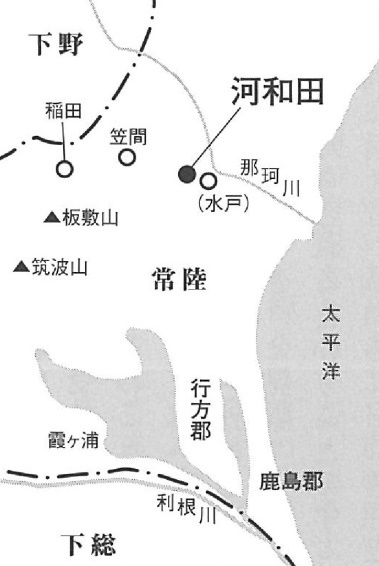 下野
河和田
稲田
笠間
那珂川
(水戸)
▲板敷山
▲筑波山
常陸
太平洋
行方郡
霞ヶ浦
鹿島郡
利根川
下総